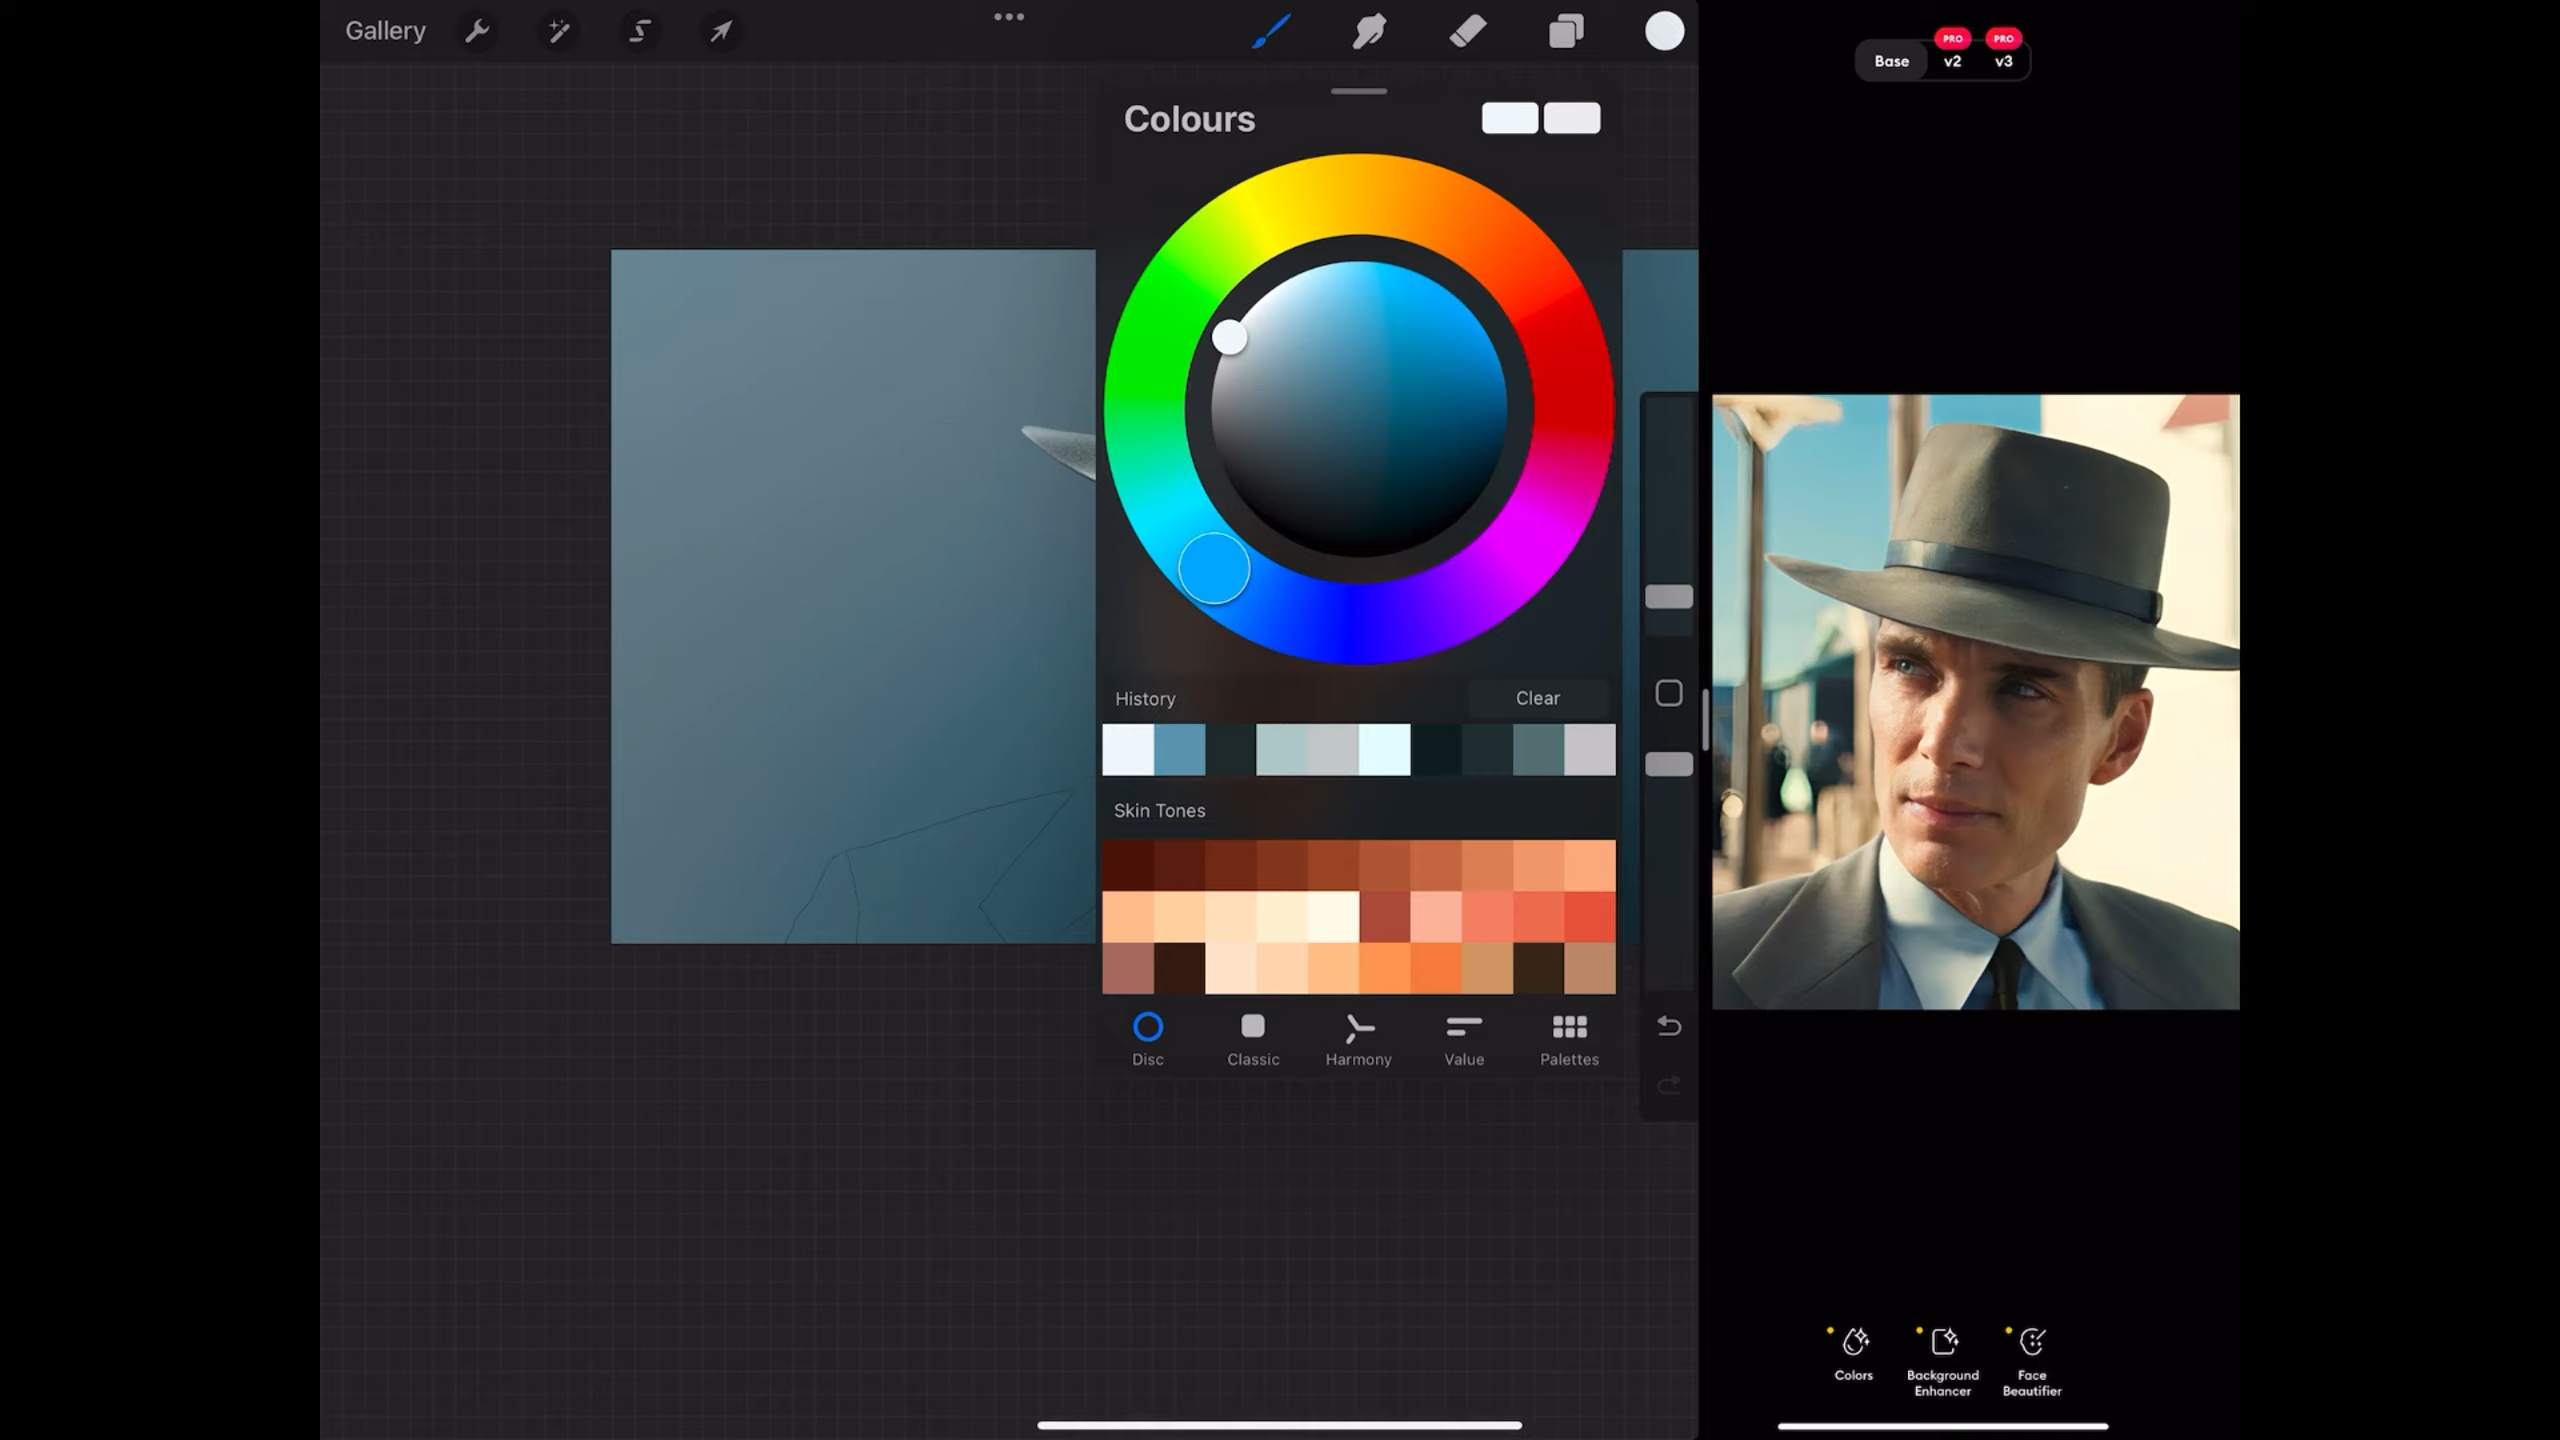 Gallery
Colours
History
Clear
Skin Tones
Disc
Classic
Harmony
Value
Palettes
PRO
PRO
Base
v2
v3
Colors
Background
Enhancer
Face
Beautifier